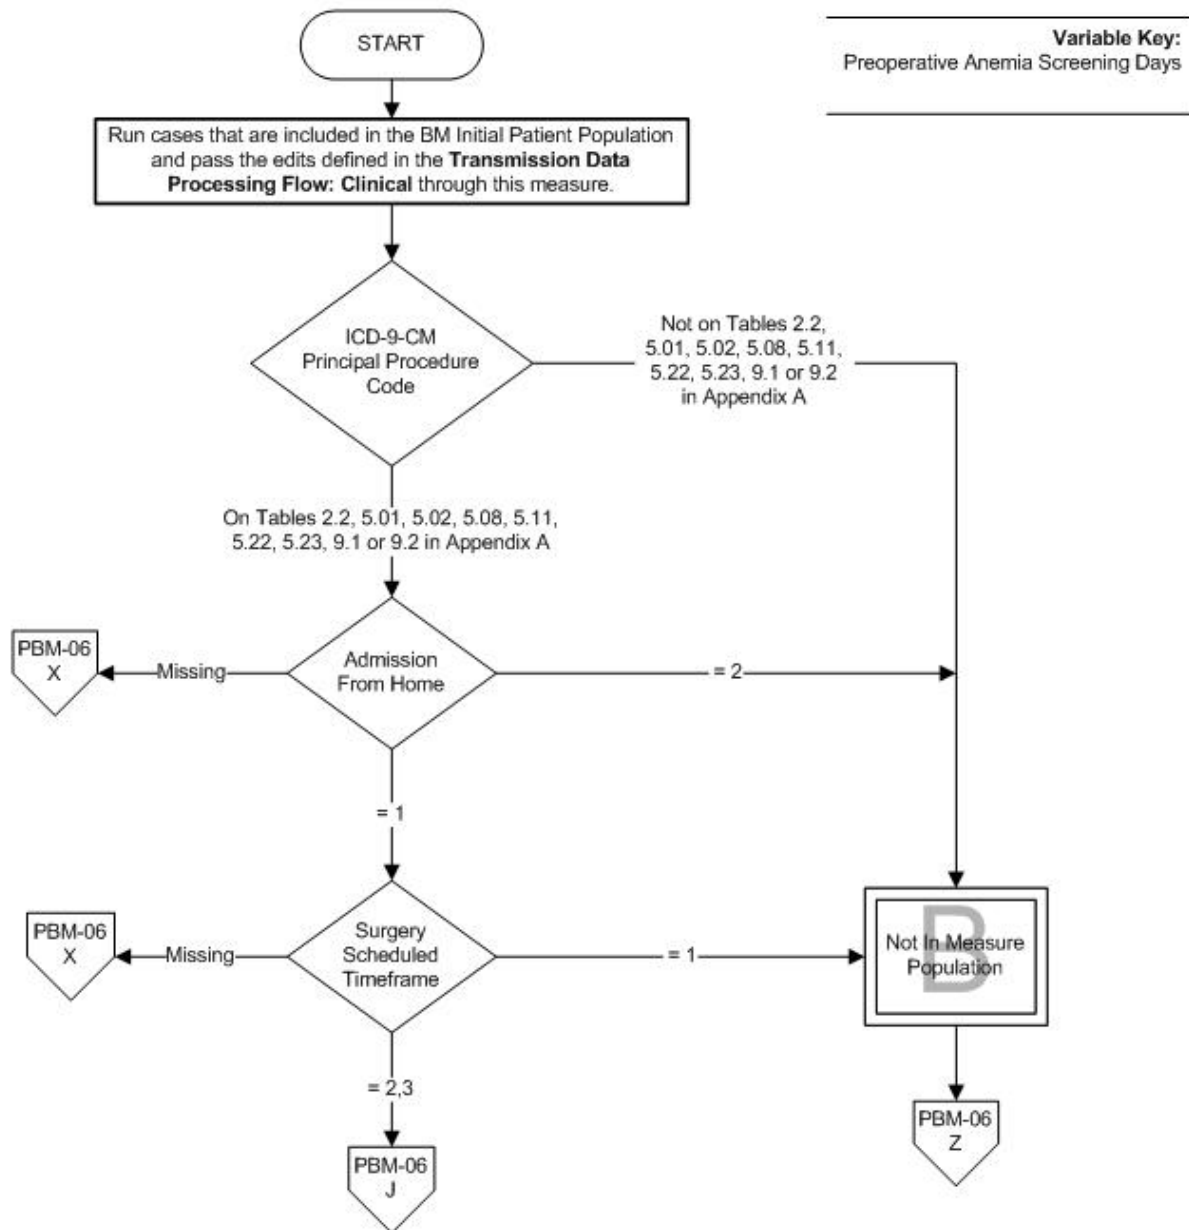 START
Variable Key:
Preoperative Anemia Screening Days
Run cases that are included in the BM Initial Patient Population
and pass the edits defined in the Transmission Data
Processing Flow: Clinical through this measure.
ICD-9-CM
Principal Procedure
Code
Not on Tables 2.2,
5.01, 5.02, 5.08, 5.11,
5.22, 5.23, 9.1 or 9.2
in Appendix A
On Tables 2.2, 5.01, 5.02, 5.08, 5.11,
5.22, 5.23, 9.1 or 9.2 in Appendix A
PBM-06
X
Missing
Admission
From Home
= 2
= 1
PBM-06
X
Missing
Surgery
Scheduled
Timeframe
= 1
B
Not In Measure
Population
= 2,3
PBM-06
J
PBM-06
Z